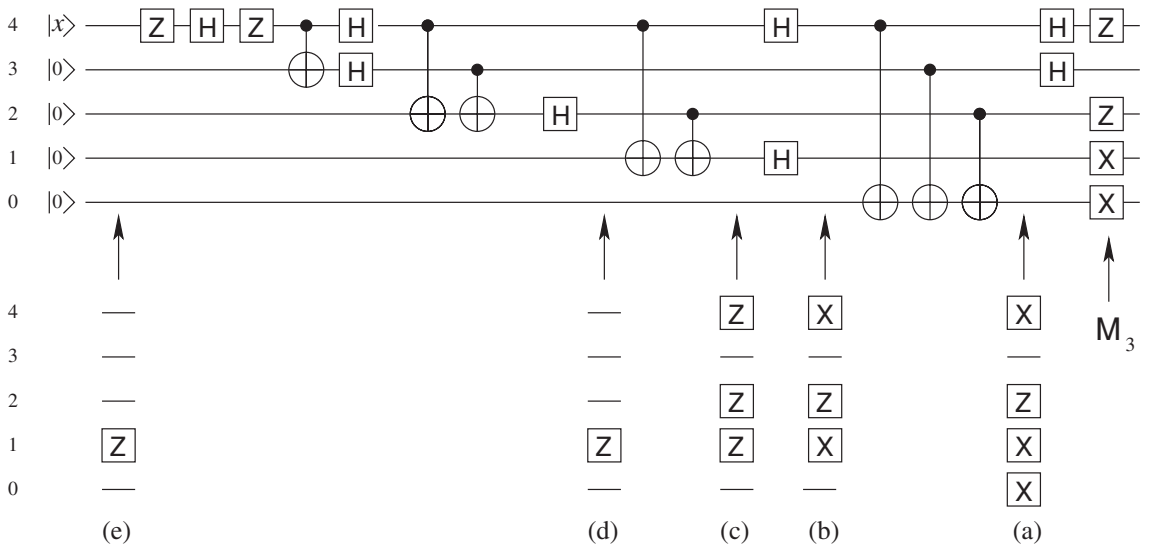 4 |x⟩ Z H Z H H H Z
3 |0⟩ H H
2 |0⟩ H Z
1 |0⟩ H X
0 |0⟩ X
4 Z X X
M3
3
2 Z Z Z
1 Z Z Z X X
0 X
(e) (d) (c) (b) (a)